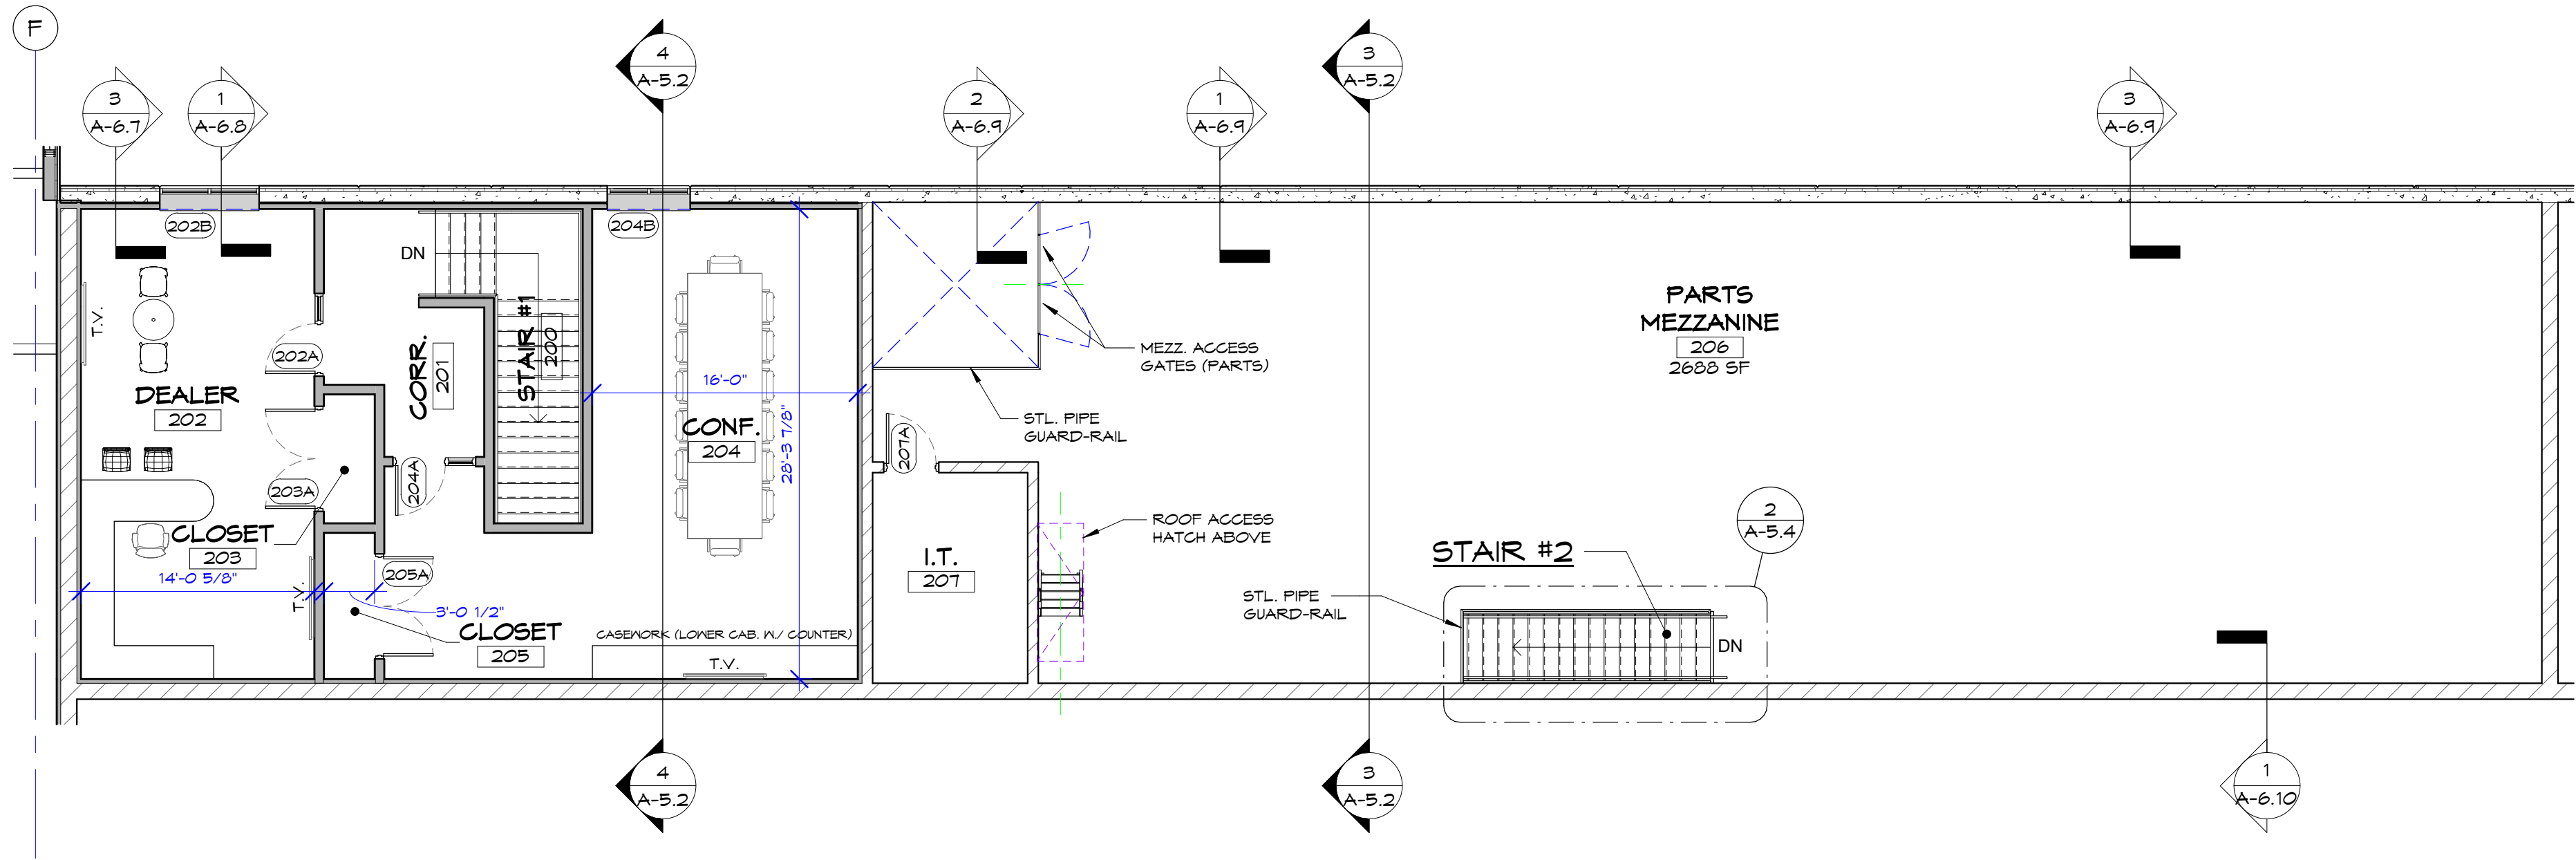 F
4
A-5.2
3
A-5.2
3
A-6.7
1
A-6.8
2
A-6.9
1
A-6.9
3
A-6.9
202B
204B
DN
T.V.
STAIR #1
200
CORR.
201
202A
DEALER
202
16'-0"
CONF.
204
28'-3 7/8"
PARTS
MEZZANINE
206
2688 SF
MEZZ. ACCESS
GATES (PARTS)
STL. PIPE
GUARD-RAIL
207A
204A
203A
CLOSET
203
14'-0 5/8"
T.V.
205A
3'-0 1/2"
CLOSET
205
CASEWORK (LOWER CAB. W/ COUNTER)
T.V.
I.T.
207
ROOF ACCESS
HATCH ABOVE
2
A-5.4
STAIR #2
STL. PIPE
GUARD-RAIL
DN
4
A-5.2
3
A-5.2
1
A-6.10